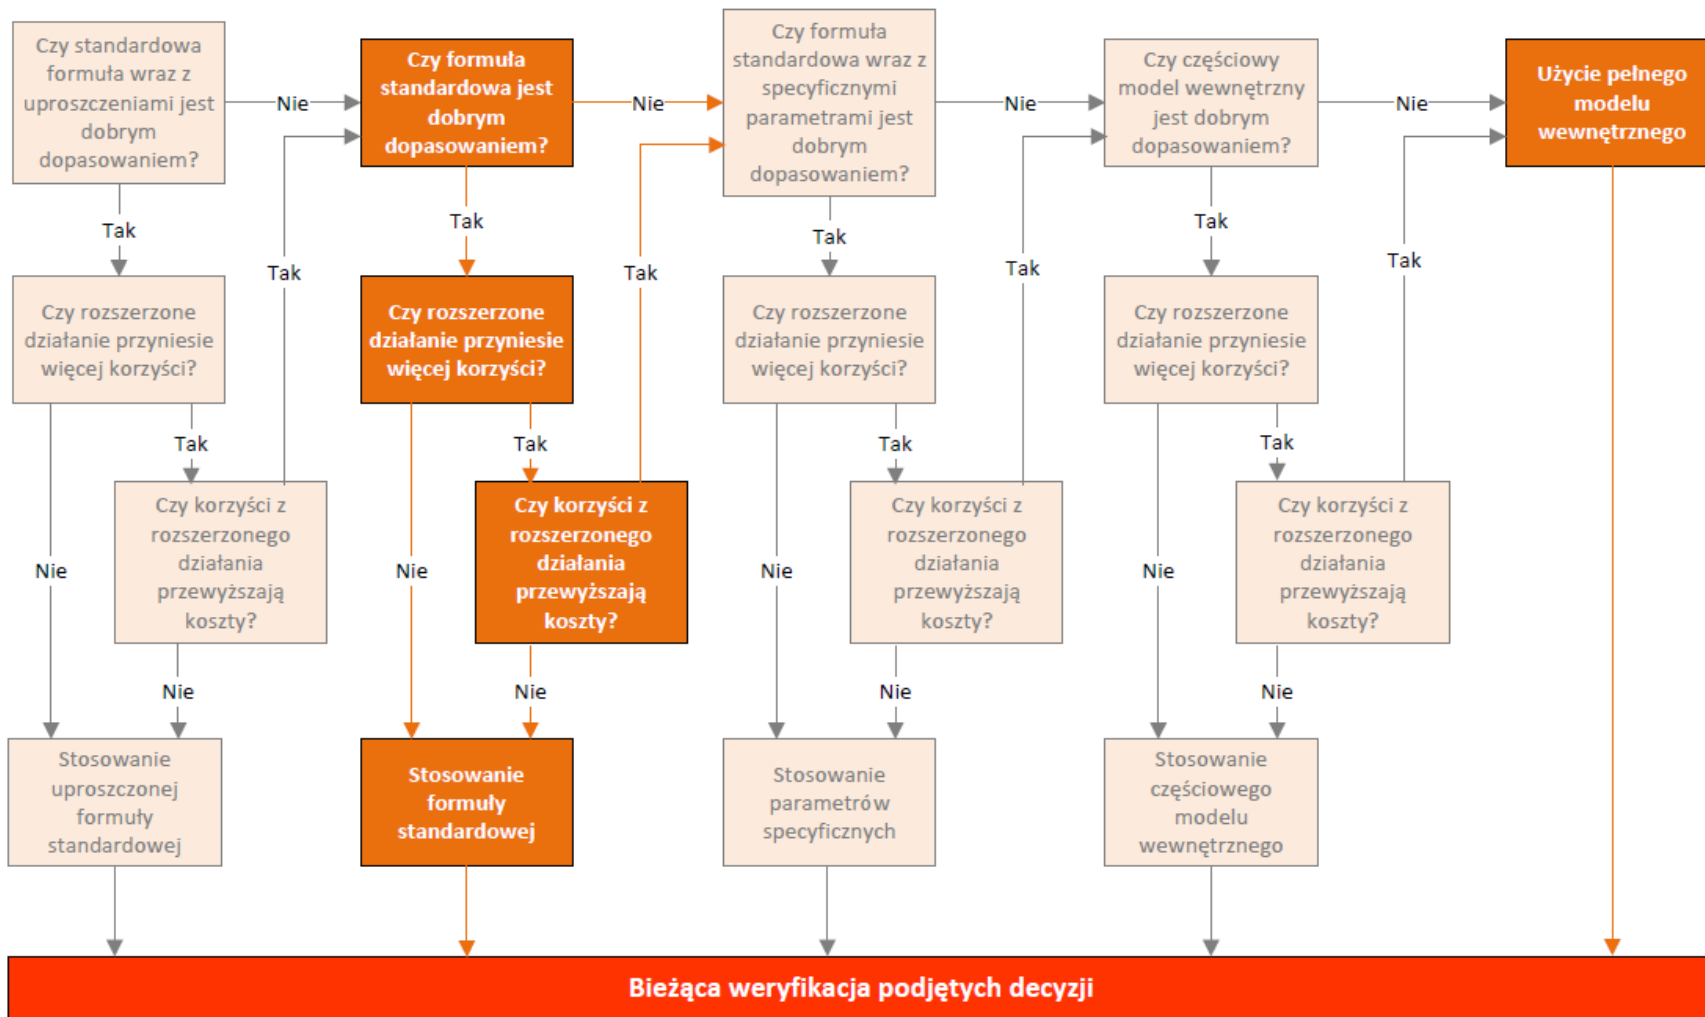 Czy standardowa
formuła wraz z
uproszczeniami jest
dobrym
dopasowaniem?
Nie
Czy formuła
standardowa jest
dobrym
dopasowaniem?
Nie
Czy formuła
standardowa wraz z
specyficznymi
parametrami jest
dobrym
dopasowaniem?
Nie
Czy częściowy
model wewnętrzny
jest dobrym
dopasowaniem?
Nie
Użycie pełnego
modelu
wewnętrznego
Tak
Tak
Tak
Tak
Tak
Tak
Tak
Tak
Czy rozszerzone
działanie przyniesie
więcej korzyści?
Czy rozszerzone
działanie przyniesie
więcej korzyści?
Czy rozszerzone
działanie przyniesie
więcej korzyści?
Czy rozszerzone
działanie przyniesie
więcej korzyści?
Tak
Tak
Tak
Tak
Nie
Czy korzyści z
rozszerzonego
działania
przewyższają
koszty?
Nie
Czy korzyści z
rozszerzonego
działania
przewyższają
koszty?
Nie
Czy korzyści z
rozszerzonego
działania
przewyższają
koszty?
Nie
Czy korzyści z
rozszerzonego
działania
przewyższają
koszty?
Nie
Nie
Nie
Nie
Stosowanie
uproszczonej
formuły
standardowej
Stosowanie
formuły
standardowej
Stosowanie
parametrów
specyficznych
Stosowanie
częściowego
modelu
wewnętrznego
Bieżąca weryfikacja podjętych decyzji